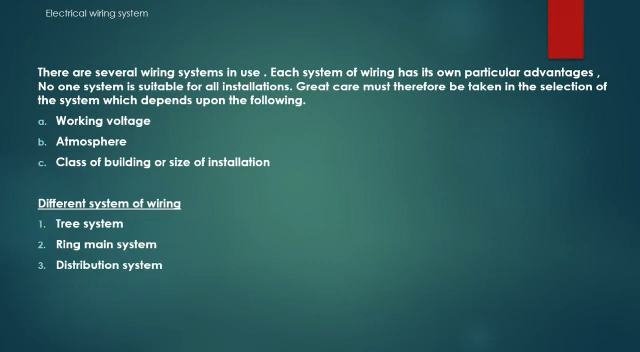 Electrical wiring system
There are several wiring systems in use . Each system of wiring has its own particular advantages ,
No one system is suitable for all installations. Great care must therefore be taken in the selection of
the system which depends upon the following.
a. Working voltage
b. Atmosphere
c. Class of building or size of installation
Different system of wiring
1. Tree system
2. Ring main system
3. Distribution system